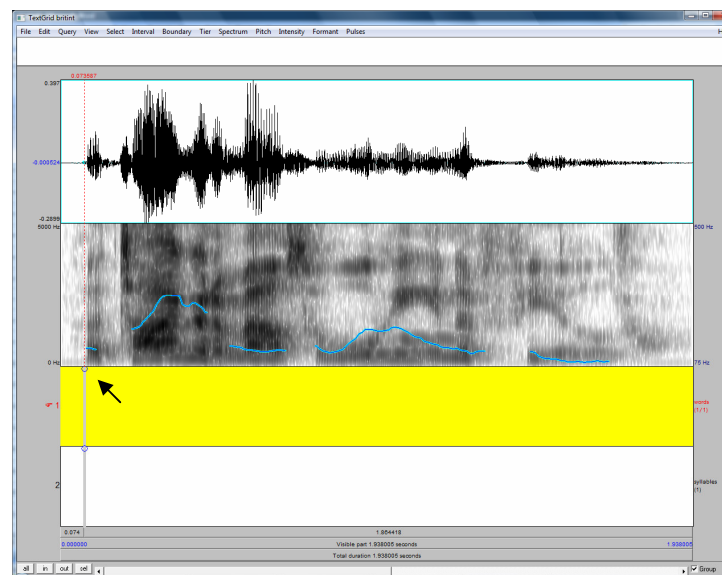 TextGrid britint
File Edit Query View Select Interval Boundary Tier Spectrum Pitch Intensity Formant Pulses H
0.073587
0.397
-0.009524
-0.2899
5000 Hz
500 Hz
0 Hz
75 Hz
1
words
(1/1)
2
syllables
(1)
0.074
1.864418
0.000000
Visible part 1.938005 seconds
1.938005
Total duration 1.938005 seconds
all in out sel
Group